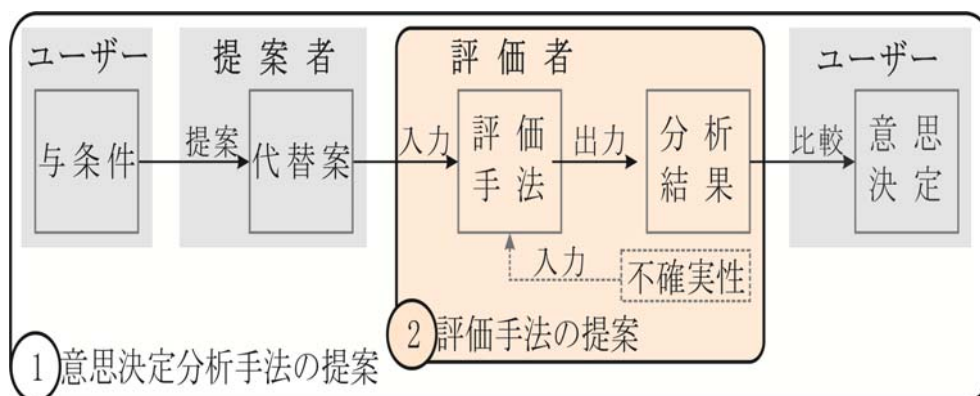 ユーザー
与条件
提案
提案者
代替案
入力
評価者
評価
手法
出力
分析
結果
入力
不確実性
比較
ユーザー
意思
決定
2 評価手法の提案
1 意思決定分析手法の提案